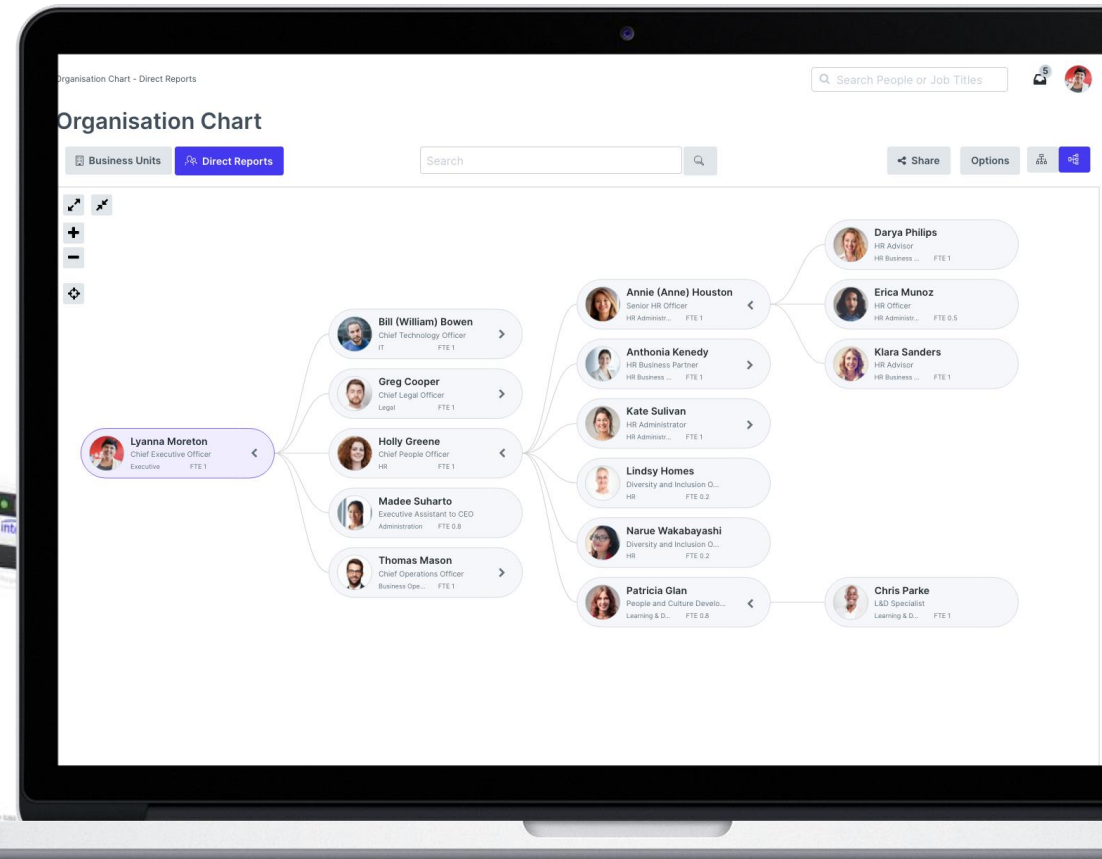 Organisation Chart - Direct Reports
Search People or Job Titles
5
Organisation Chart
Business Units
Direct Reports
Search
Share
Options
Lyanna Moreton
Chief Executive Officer
Executive FTE 1
Bill (William) Bowen
Chief Technology Officer
IT FTE 1
Greg Cooper
Chief Legal Officer
Legal FTE 1
Holly Greene
Chief People Officer
HR FTE 1
Madee Suharto
Executive Assistant to CEO
Administration FTE 0.8
Thomas Mason
Chief Operations Officer
Business Ope... FTE 1
Annie (Anne) Houston
Senior HR Officer
HR Administr... FTE 1
Anthonia Kenedy
HR Business Partner
HR Business ... FTE 1
Kate Sulivan
HR Administrator
HR Administr... FTE 1
Lindsy Homes
Diversity and Inclusion O...
HR FTE 0.2
Narue Wakabayashi
Diversity and Inclusion O...
HR FTE 0.2
Patricia Glan
People and Culture Develo...
Learning & D... FTE 0.8
Darya Philips
HR Advisor
HR Business ... FTE 1
Erica Munoz
HR Officer
HR Administr... FTE 0.5
Klara Sanders
HR Advisor
HR Business ... FTE 1
Chris Parke
L&D Specialist
Learning & D... FTE 1